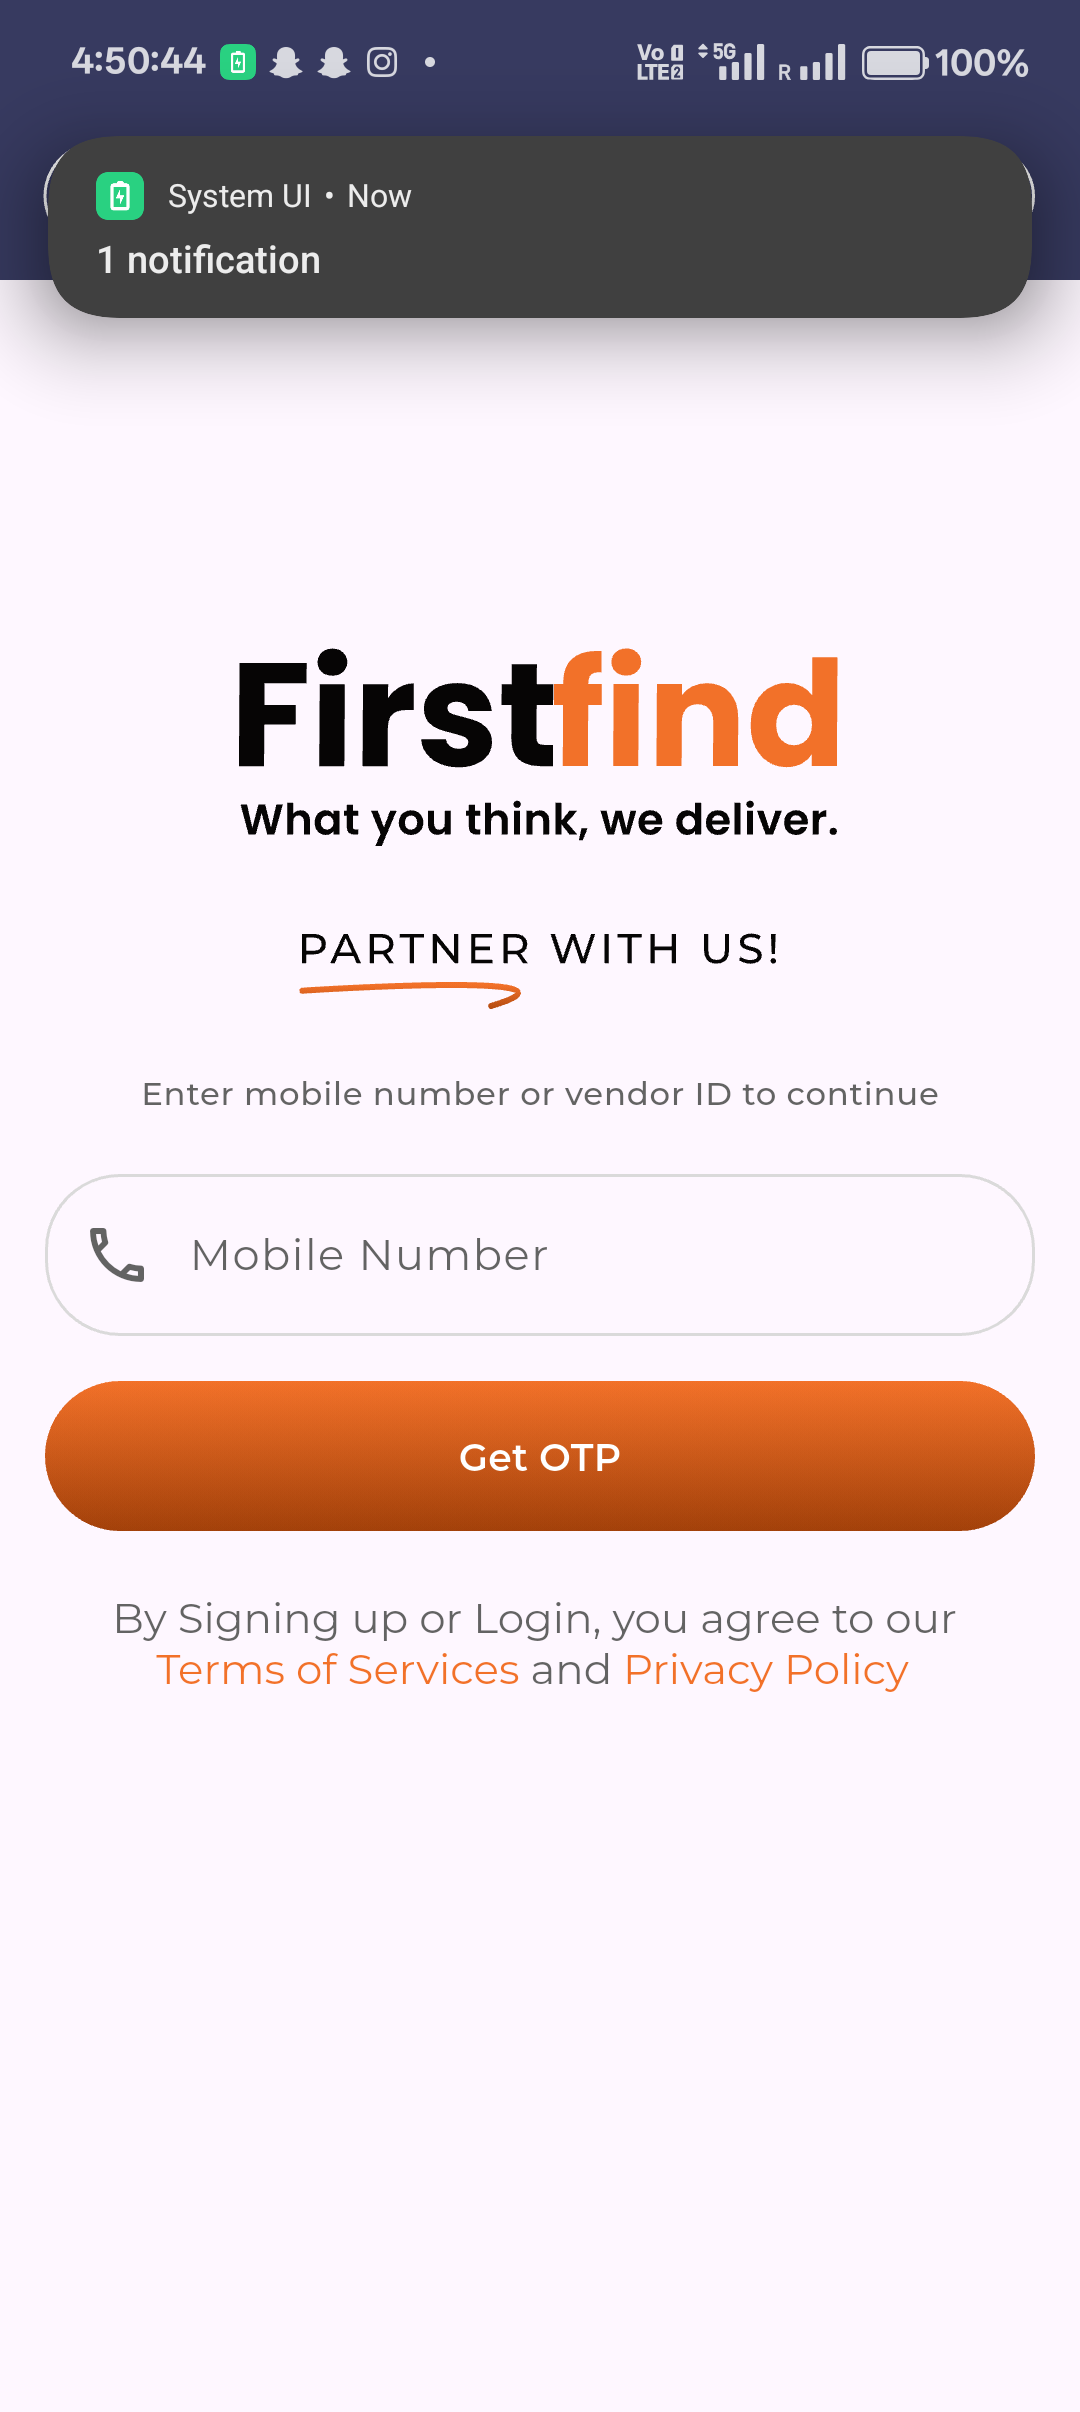 4:50:44 Vo 1 LTE 2 5G R 100%
System UI • Now
1 notification
Firstfind
What you think, we deliver.
PARTNER WITH US!
Enter mobile number or vendor ID to continue
Mobile Number
Get OTP
By Signing up or Login, you agree to our
Terms of Services and Privacy Policy